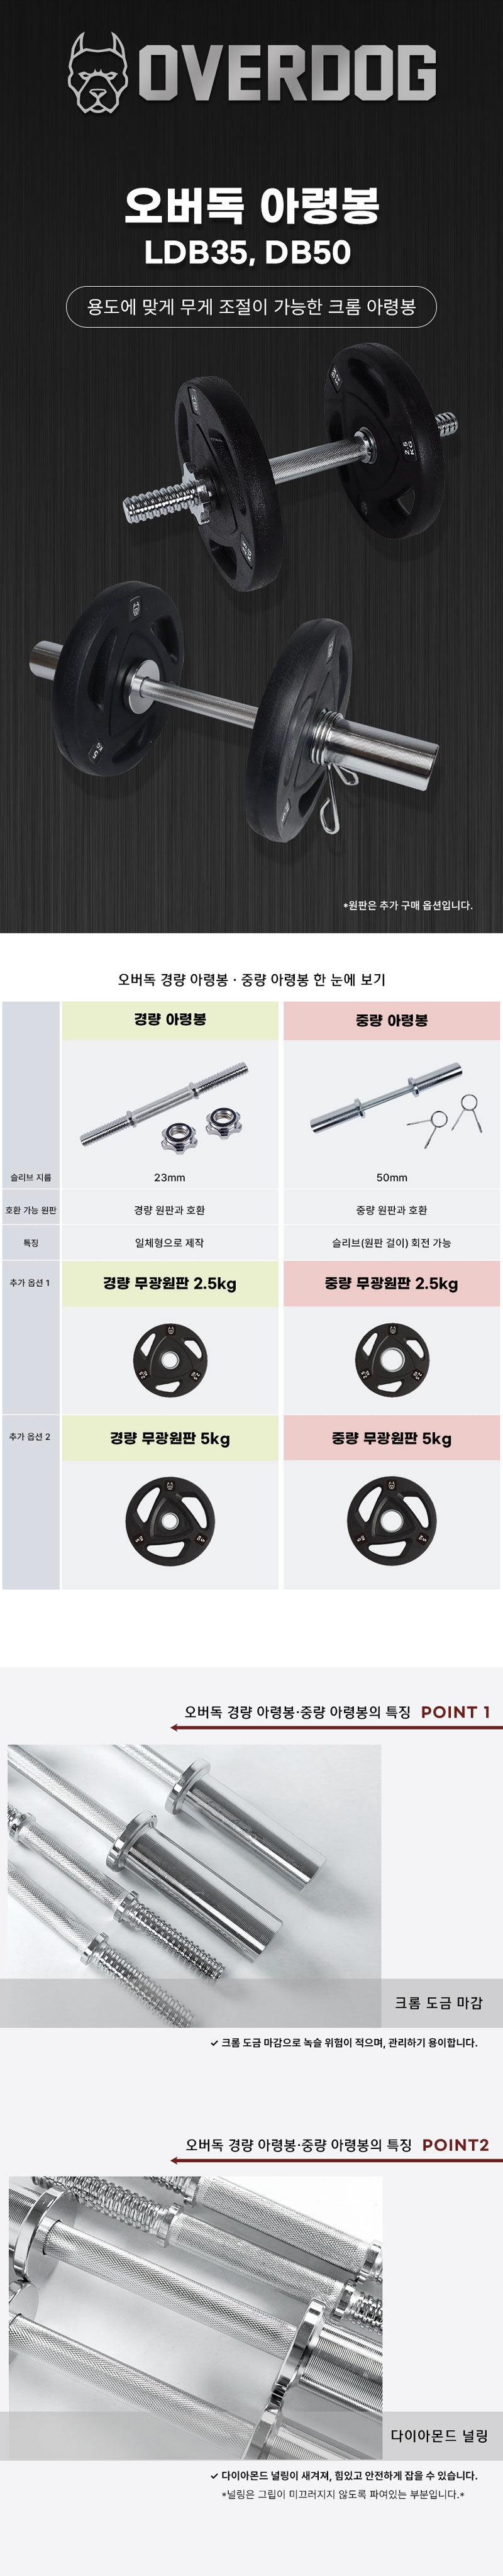 OVERDOG
오버독 아령봉
LDB35, DB50
용도에 맞게 무게 조절이 가능한 크롬 아령봉
*원판은 추가 구매 옵션입니다.
오버독 경량 아령봉 · 중량 아령봉 한 눈에 보기
경량 아령봉 중량 아령봉
슬리브 지름 23mm 50mm
호환 가능 원판 경량 원판과 호환 중량 원판과 호환
특징 일체형으로 제작 슬리브(원판 걸이) 회전 가능
추가 옵션 1 경량 무광원판 2.5kg 중량 무광원판 2.5kg
추가 옵션 2 경량 무광원판 5kg 중량 무광원판 5kg
오버독 경량 아령봉·중량 아령봉의 특징 POINT 1
크롬 도금 마감
✓ 크롬 도금 마감으로 녹슬 위험이 적으며, 관리하기 용이합니다.
오버독 경량 아령봉·중량 아령봉의 특징 POINT2
다이아몬드 널링
✓ 다이아몬드 널링이 새겨져, 힘있고 안전하게 잡을 수 있습니다.
*널링은 그립이 미끄러지지 않도록 파여있는 부분입니다.*